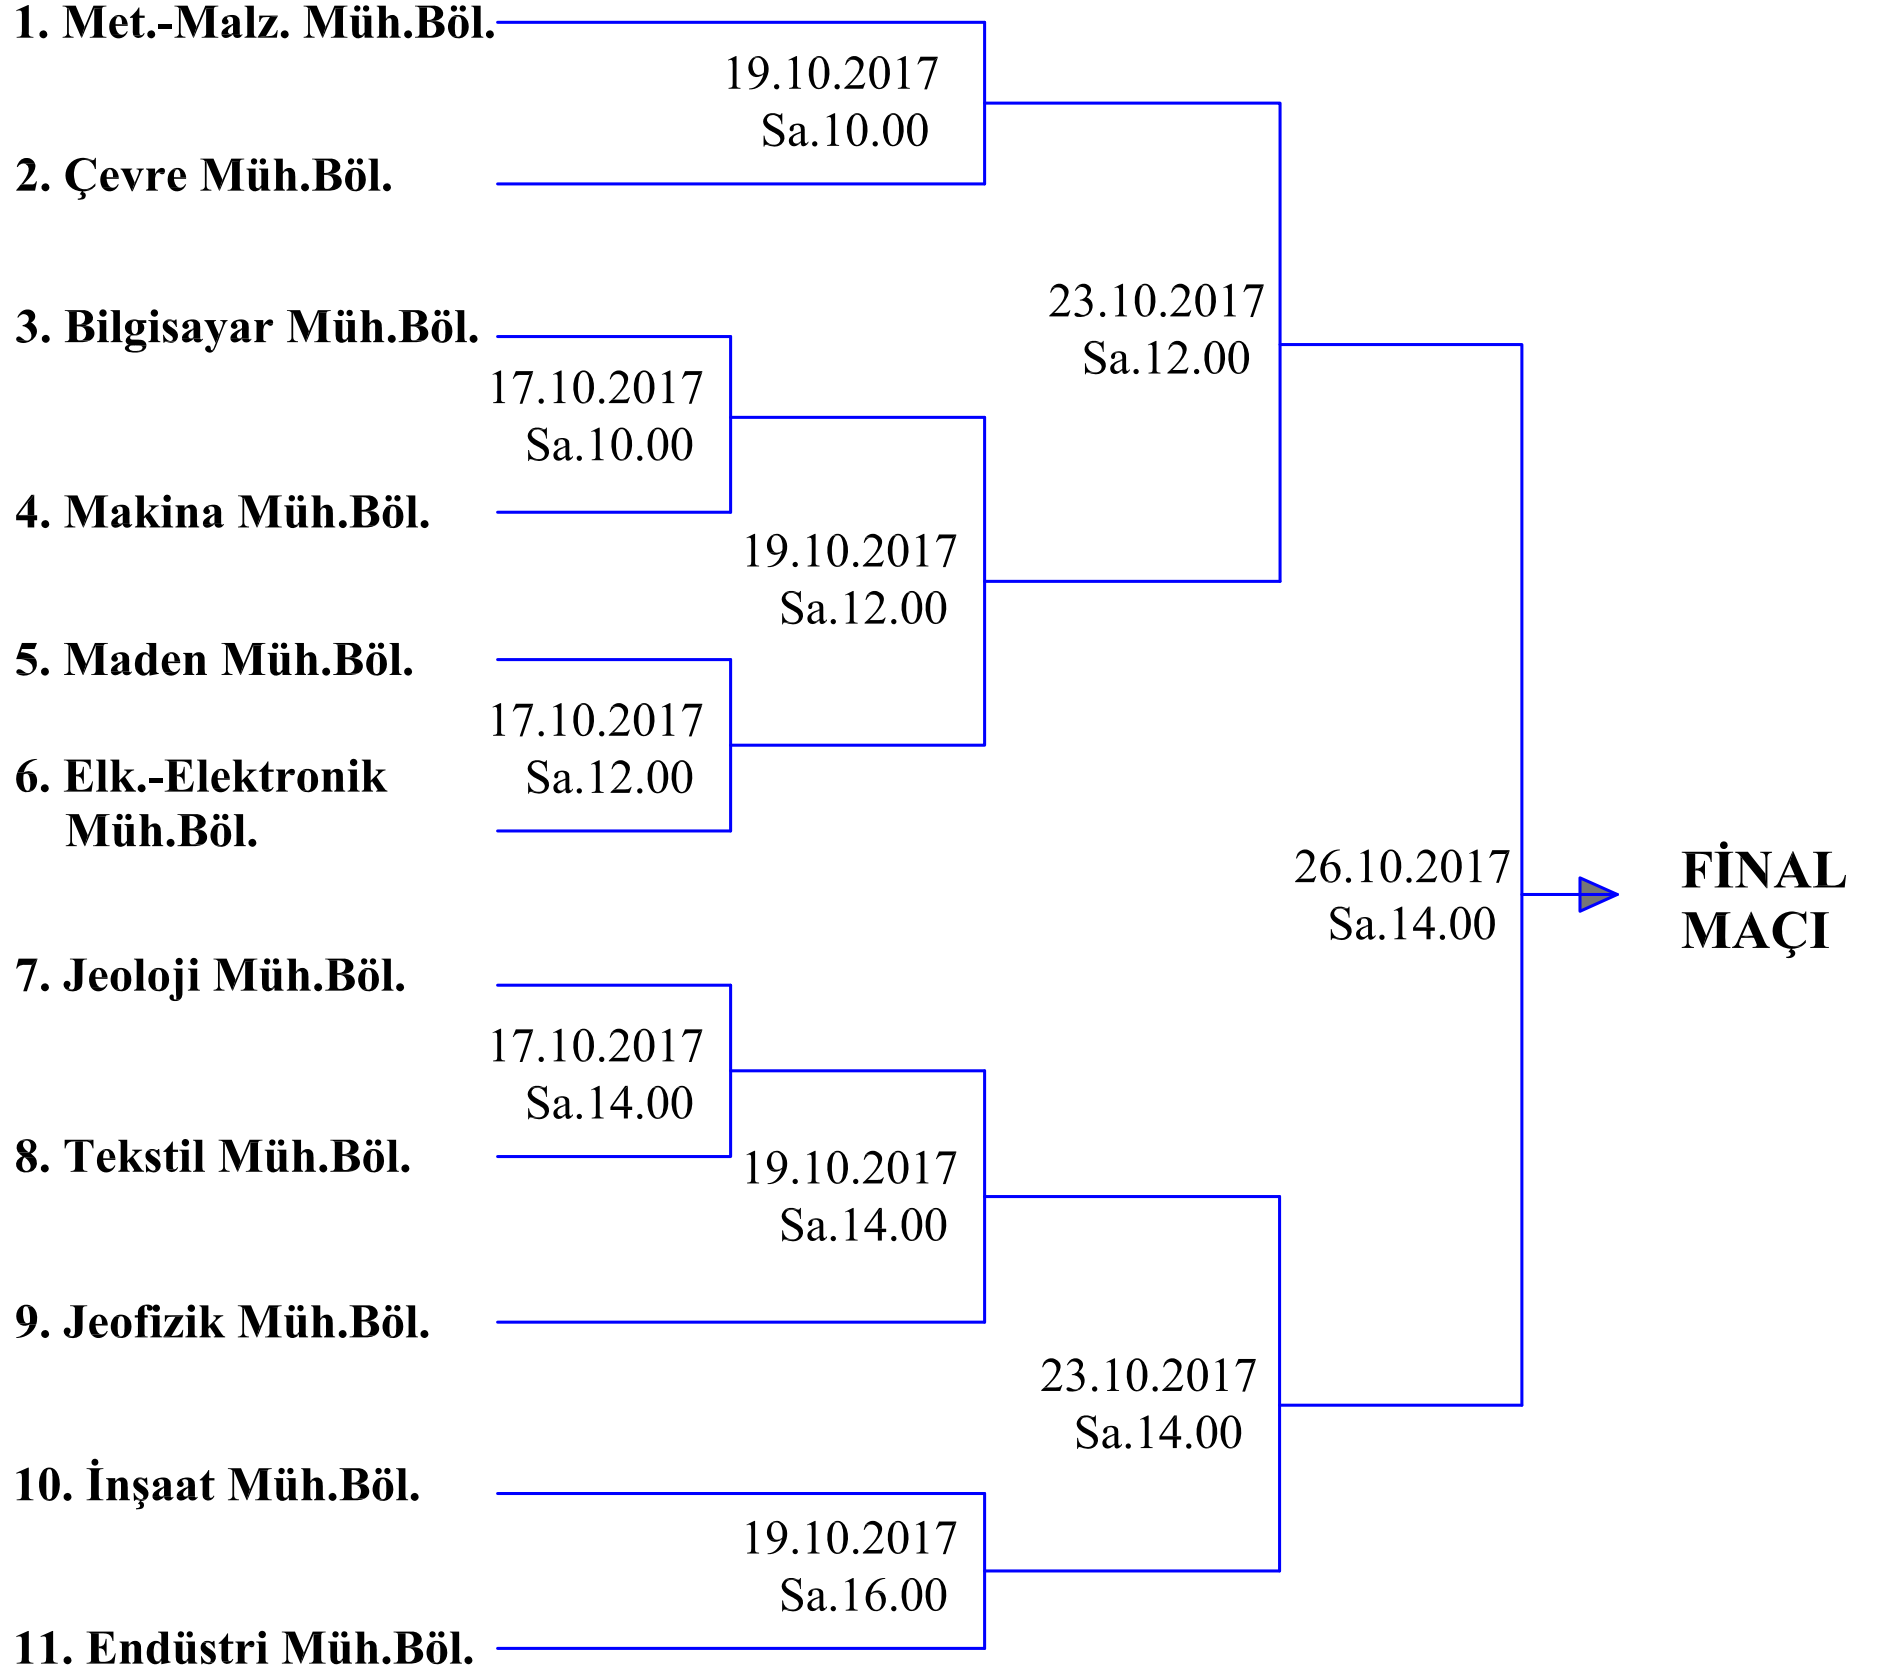 1. Met.-Malz. Müh.Böl.
19.10.2017
Sa.10.00
2. Çevre Müh.Böl.
23.10.2017
Sa.12.00
3. Bilgisayar Müh.Böl.
17.10.2017
Sa.10.00
4. Makina Müh.Böl.
19.10.2017
Sa.12.00
5. Maden Müh.Böl.
17.10.2017
Sa.12.00
6. Elk.-Elektronik
Müh.Böl.
26.10.2017
Sa.14.00
FİNAL
MAÇI
7. Jeoloji Müh.Böl.
17.10.2017
Sa.14.00
8. Tekstil Müh.Böl.
19.10.2017
Sa.14.00
9. Jeofizik Müh.Böl.
23.10.2017
Sa.14.00
10. İnşaat Müh.Böl.
19.10.2017
Sa.16.00
11. Endüstri Müh.Böl.